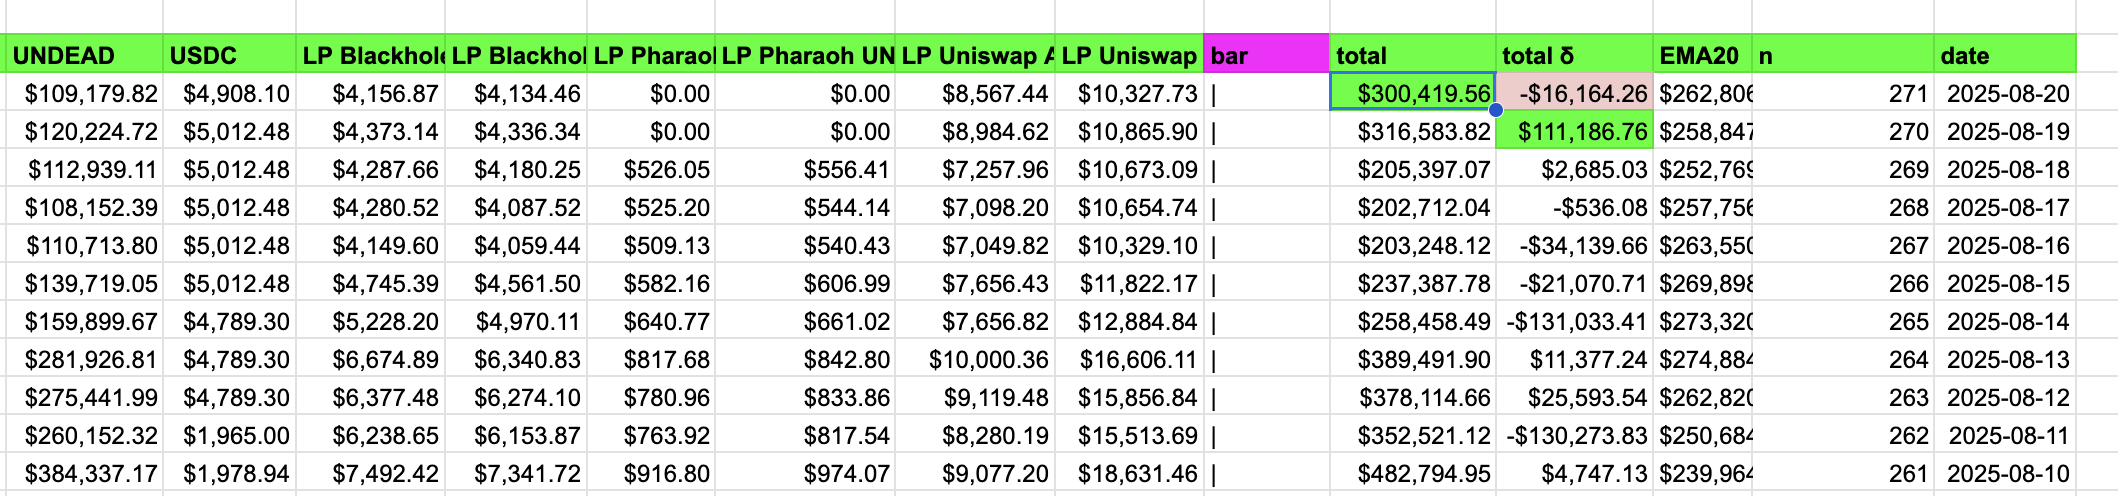 UNDEAD USDC LP Blackhole LP Blackhol LP Pharaol LP Pharaoh UN LP Uniswap A LP Uniswap bar total total δ EMA20 n date
$109,179.82 $4,908.10 $4,156.87 $4,134.46 $0.00 $0.00 $8,567.44 $10,327.73 | $300,419.56 -$16,164.26 $262,806 271 2025-08-20
$120,224.72 $5,012.48 $4,373.14 $4,336.34 $0.00 $0.00 $8,984.62 $10,865.90 | $316,583.82 $111,186.76 $258,847 270 2025-08-19
$112,939.11 $5,012.48 $4,287.66 $4,180.25 $526.05 $556.41 $7,257.96 $10,673.09 | $205,397.07 $2,685.03 $252,769 269 2025-08-18
$108,152.39 $5,012.48 $4,280.52 $4,087.52 $525.20 $544.14 $7,098.20 $10,654.74 | $202,712.04 -$536.08 $257,756 268 2025-08-17
$110,713.80 $5,012.48 $4,149.60 $4,059.44 $509.13 $540.43 $7,049.82 $10,329.10 | $203,248.12 -$34,139.66 $263,550 267 2025-08-16
$139,719.05 $5,012.48 $4,745.39 $4,561.50 $582.16 $606.99 $7,656.43 $11,822.17 | $237,387.78 -$21,070.71 $269,898 266 2025-08-15
$159,899.67 $4,789.30 $5,228.20 $4,970.11 $640.77 $661.02 $7,656.82 $12,884.84 | $258,458.49 -$131,033.41 $273,320 265 2025-08-14
$281,926.81 $4,789.30 $6,674.89 $6,340.83 $817.68 $842.80 $10,000.36 $16,606.11 | $389,491.90 $11,377.24 $274,884 264 2025-08-13
$275,441.99 $4,789.30 $6,377.48 $6,274.10 $780.96 $833.86 $9,119.48 $15,856.84 | $378,114.66 $25,593.54 $262,820 263 2025-08-12
$260,152.32 $1,965.00 $6,238.65 $6,153.87 $763.92 $817.54 $8,280.19 $15,513.69 | $352,521.12 -$130,273.83 $250,684 262 2025-08-11
$384,337.17 $1,978.94 $7,492.42 $7,341.72 $916.80 $974.07 $9,077.20 $18,631.46 | $482,794.95 $4,747.13 $239,964 261 2025-08-10